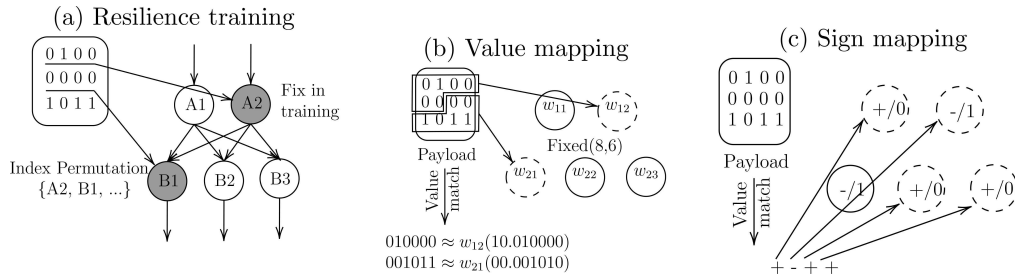 (a) Resilience training
0 1 0 0
0 0 0 0
1 0 1 1
A1
A2
Fix in
training
Index Permutation
{A2, B1, ...}
B1
B2
B3
(b) Value mapping
0 1 0 0
0 0 0 0
1 0 1 1
w11
w12
Payload
Fixed(8,6)
w21
w22
w23
Value
match
010000 ≈ w12(10.010000)
001011 ≈ w21(00.001010)
(c) Sign mapping
0 1 0 0
0 0 0 0
1 0 1 1
+/0
-/1
Payload
-/1
+/0
+/0
Value
match
+ - + +